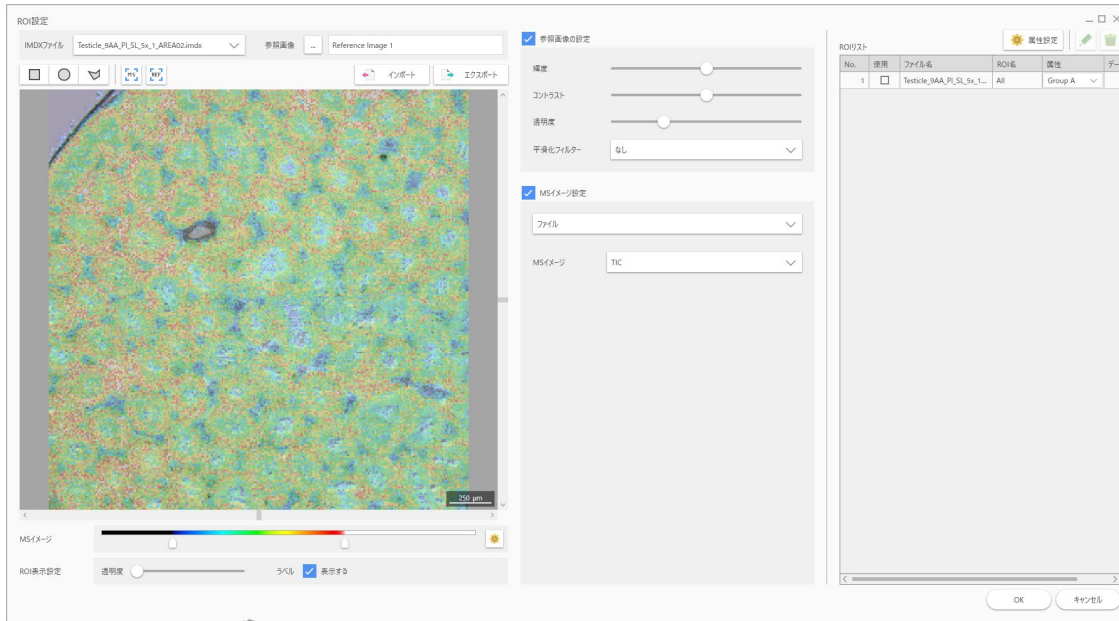 ROI設定
IMDXファイル Testicle_9AA_PI_SL_5x_1_AREA02.imdx 参照画像 ... Reference Image 1
MS REF インポート エクスポート
250 μm
MSイメージ
ROI表示設定 透明度 ラベル 表示する
参照画像の設定
輝度
コントラスト
透明度
平滑化フィルター なし
MSイメージ設定
ファイル
MSイメージ TIC
ROIリスト 属性設定
No. 使用 ファイル名 ROI名 属性 デー
1 Testicle_9AA_PI_SL_5x_1... All Group A
OK キャンセル